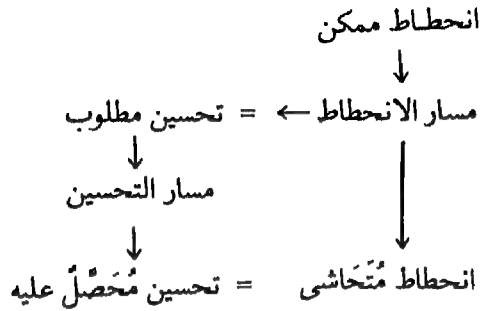 انحطاط ممكن
↓
مسار الانحطاط ← = تحسين مطلوب
↓ ↓
مسار التحسين
↓
انحطاط مُتَحَاشى = تحسين مُحَصَّلٌ عليه